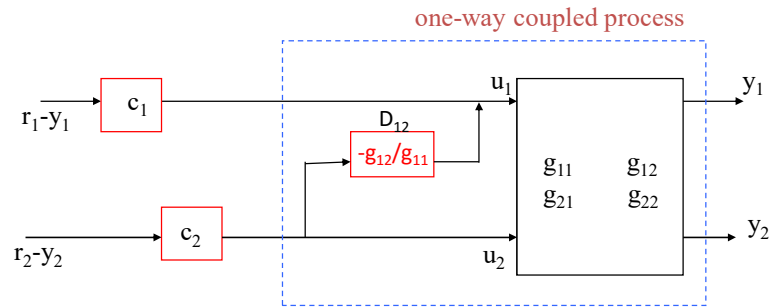 one-way coupled process
u₁
y₁
c₁
r₁-y₁
D₁₂
-g₁₂/g₁₁
g₁₁ g₁₂
g₂₁ g₂₂
c₂
r₂-y₂
u₂
y₂